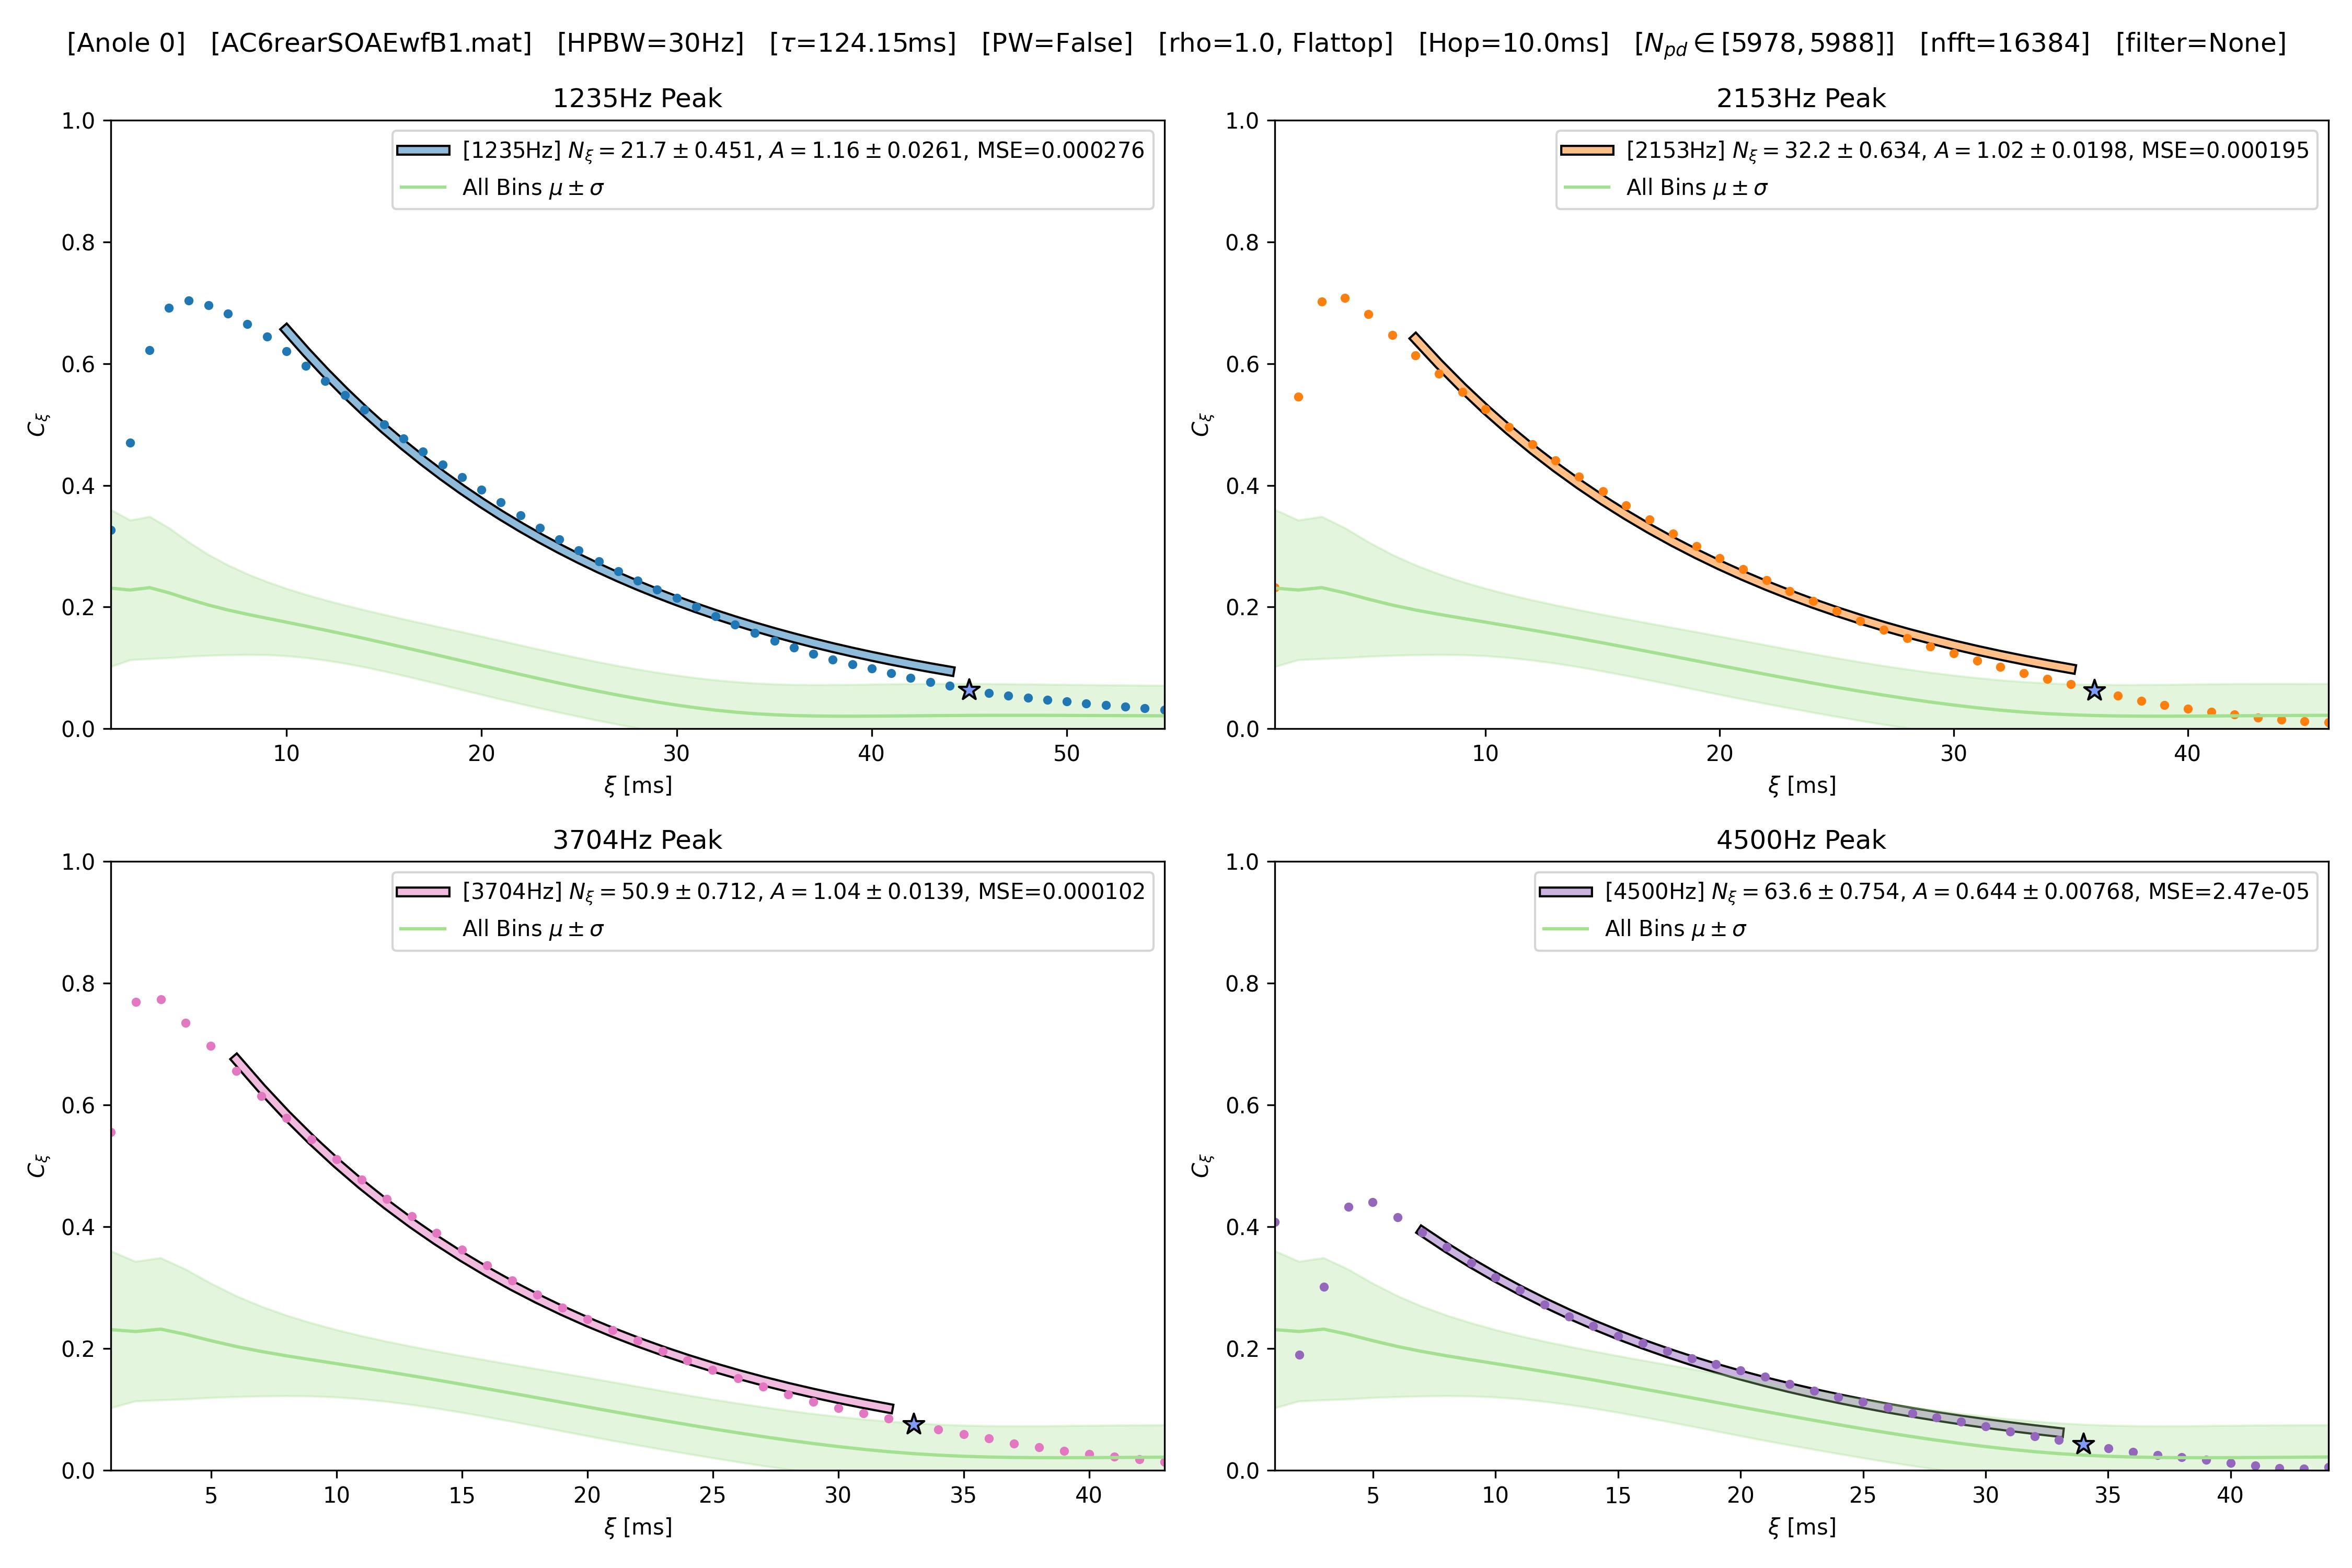 [Anole 0] [AC6rearSOAEwfB1.mat] [HPBW=30Hz] [τ=124.15ms] [PW=False] [rho=1.0, Flattop] [Hop=10.0ms] [N_pd ∈ [5978, 5988]] [nfft=16384] [filter=None]
1235Hz Peak
[1235Hz] N_ξ = 21.7 ± 0.451, A = 1.16 ± 0.0261, MSE=0.000276
All Bins μ ± σ
1.0
0.8
0.6
0.4
0.2
0.0
C_ξ
10 20 30 40 50
ξ [ms]
2153Hz Peak
[2153Hz] N_ξ = 32.2 ± 0.634, A = 1.02 ± 0.0198, MSE=0.000195
All Bins μ ± σ
1.0
0.8
0.6
0.4
0.2
0.0
C_ξ
10 20 30 40
ξ [ms]
3704Hz Peak
[3704Hz] N_ξ = 50.9 ± 0.712, A = 1.04 ± 0.0139, MSE=0.000102
All Bins μ ± σ
1.0
0.8
0.6
0.4
0.2
0.0
C_ξ
5 10 15 20 25 30 35 40
ξ [ms]
4500Hz Peak
[4500Hz] N_ξ = 63.6 ± 0.754, A = 0.644 ± 0.00768, MSE=2.47e-05
All Bins μ ± σ
1.0
0.8
0.6
0.4
0.2
0.0
C_ξ
5 10 15 20 25 30 35 40
ξ [ms]